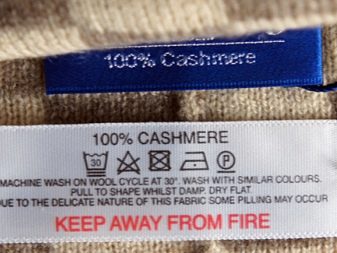 100% Cashmere
100% CASHMERE
30
P
MACHINE WASH ON WOOL CYCLE AT 30°. WASH WITH SIMILAR COLOURS.
PULL TO SHAPE WHILST DAMP. DRY FLAT.
DUE TO THE DELICATE NATURE OF THIS FABRIC SOME PILLING MAY OCCUR
KEEP AWAY FROM FIRE